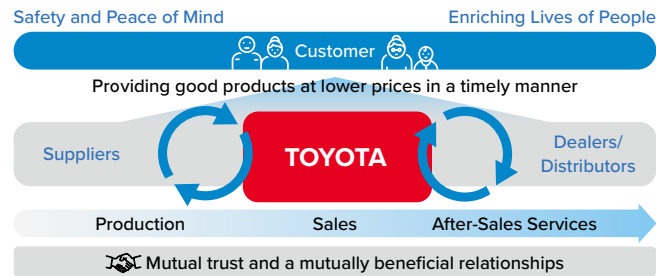 Safety and Peace of Mind
Enriching Lives of People
Customer
Providing good products at lower prices in a timely manner
Suppliers
TOYOTA
Dealers/
Distributors
Production
Sales
After-Sales Services
Mutual trust and a mutually beneficial relationships